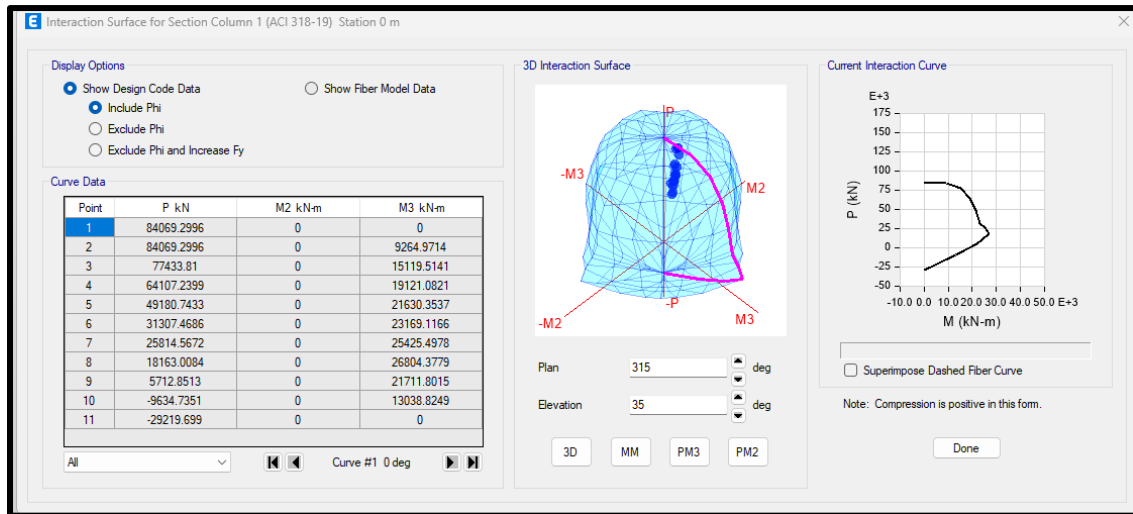 E Interaction Surface for Section Column 1 (ACI 318-19) Station 0 m
Display Options
Show Design Code Data Show Fiber Model Data
Include Phi
Exclude Phi
Exclude Phi and Increase Fy
Curve Data
Point P kN M2 kN-m M3 kN-m
1 84069.2996 0 0
2 84069.2996 0 9264.9714
3 77433.81 0 15119.5141
4 64107.2399 0 19121.0821
5 49180.7433 0 21630.3537
6 31307.4686 0 23169.1166
7 25814.5672 0 25425.4978
8 18163.0084 0 26804.3779
9 5712.8513 0 21711.8015
10 -9634.7351 0 13038.8249
11 -29219.699 0 0
All Curve #1 0 deg
3D Interaction Surface
P
-M3
M2
-P
-M2
M3
Plan 315 deg
Elevation 35 deg
3D MM PM3 PM2
Current Interaction Curve
E+3
175
150
125
100
75
50
25
0
-25
-50
P (kN)
-10.0 0.0 10.0 20.0 30.0 40.0 50.0 E+3
M (kN-m)
Superimpose Dashed Fiber Curve
Note: Compression is positive in this form.
Done